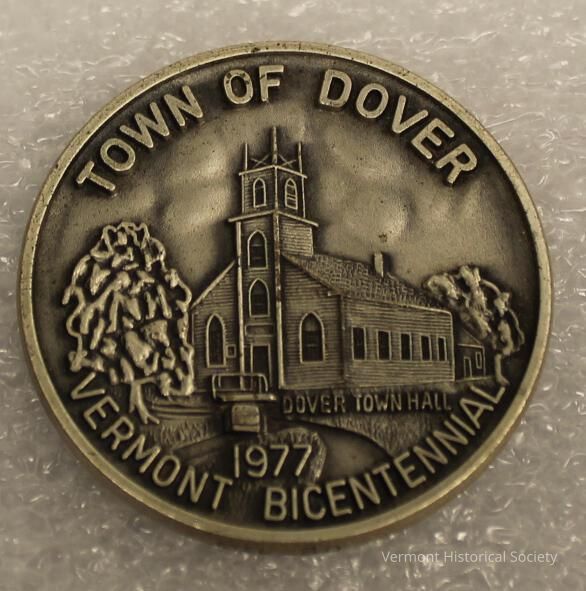 TOWN OF DOVER
DOVER TOWN HALL
1977
VERMONT BICENTENNIAL
Vermont Historical Society